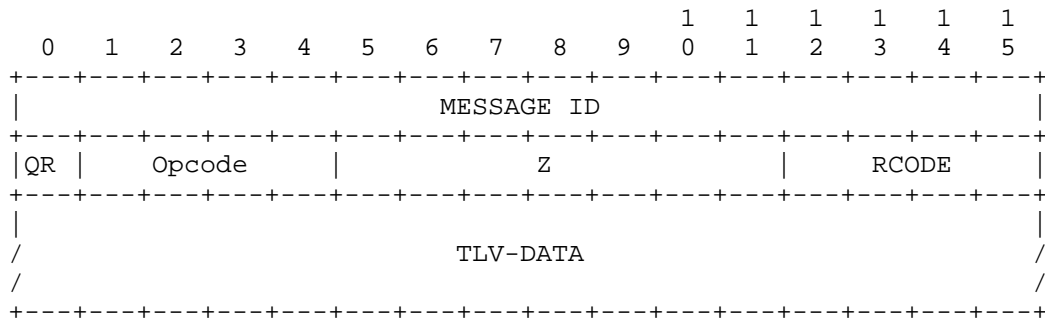 1   1   1   1   1   1
  0   1   2   3   4   5   6   7   8   9   0   1   2   3   4   5
+---+---+---+---+---+---+---+---+---+---+---+---+---+---+---+---+
|                          MESSAGE ID                           |
+---+---+---+---+---+---+---+---+---+---+---+---+---+---+---+---+
|QR |    Opcode     |            Z              |     RCODE     |
+---+---+---+---+---+---+---+---+---+---+---+---+---+---+---+---+
|                                                               |
/                           TLV-DATA                            /
/                                                               /
+---+---+---+---+---+---+---+---+---+---+---+---+---+---+---+---+